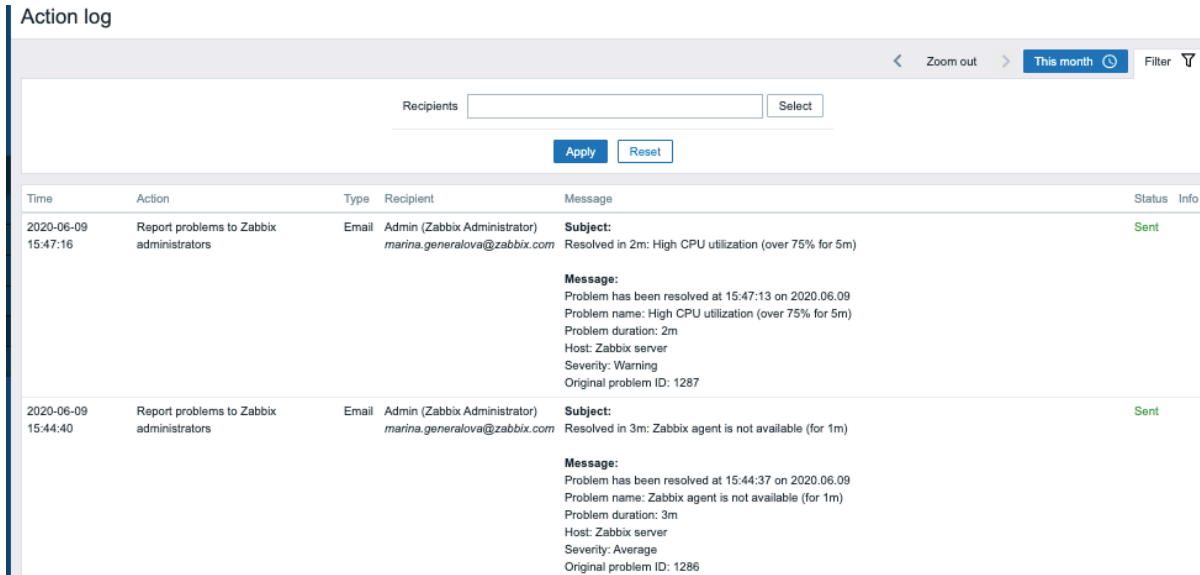 Action log
Zoom out
This month
Filter
Recipients
Select
Apply
Reset
Time Action Type Recipient Message Status Info
2020-06-09 Report problems to Zabbix Email Admin (Zabbix Administrator) Subject: Sent
15:47:16 administrators marina.generalova@zabbix.com Resolved in 2m: High CPU utilization (over 75% for 5m)
Message:
Problem has been resolved at 15:47:13 on 2020.06.09
Problem name: High CPU utilization (over 75% for 5m)
Problem duration: 2m
Host: Zabbix server
Severity: Warning
Original problem ID: 1287
2020-06-09 Report problems to Zabbix Email Admin (Zabbix Administrator) Subject: Sent
15:44:40 administrators marina.generalova@zabbix.com Resolved in 3m: Zabbix agent is not available (for 1m)
Message:
Problem has been resolved at 15:44:37 on 2020.06.09
Problem name: Zabbix agent is not available (for 1m)
Problem duration: 3m
Host: Zabbix server
Severity: Average
Original problem ID: 1286